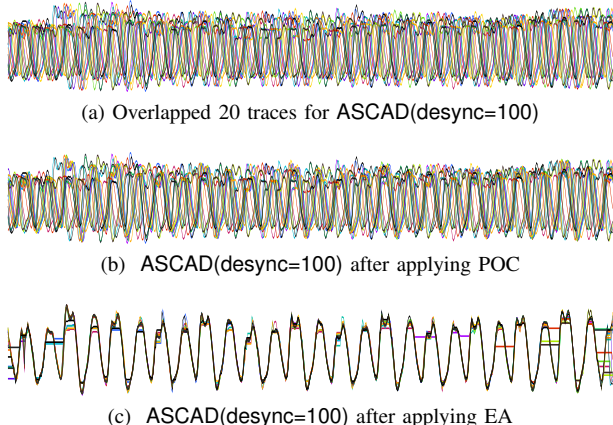 (a) Overlapped 20 traces for ASCAD(desync=100)
(b) ASCAD(desync=100) after applying POC
(c) ASCAD(desync=100) after applying EA